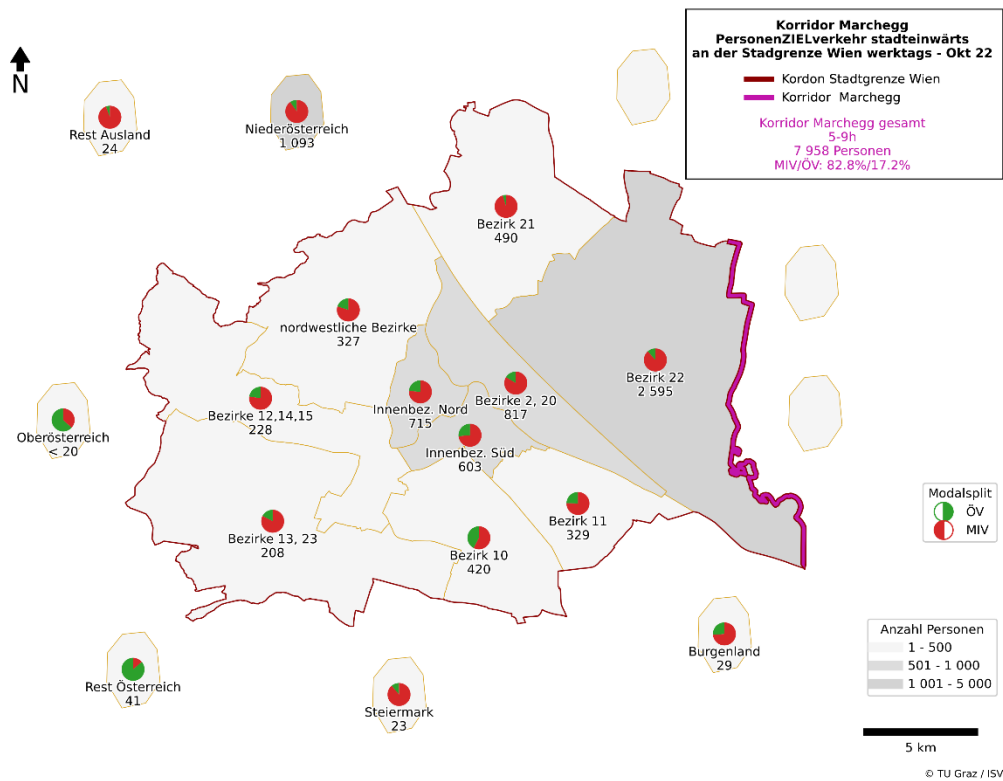 Korridor Marchegg
PersonenZIELverkehr stadteinwärts
an der Stadgrenze Wien werktags - Okt 22
Kordon Stadtgrenze Wien
Korridor Marchegg
Korridor Marchegg gesamt
5-9h
7 958 Personen
MIV/ÖV: 82.8%/17.2%
N
Rest Ausland
24
Niederösterreich
1 093
Bezirk 21
490
nordwestliche Bezirke
327
Bezirk 22
2 595
Bezirke 12,14,15
228
Innenbez. Nord
715
Bezirke 2, 20
817
Oberösterreich
< 20
Innenbez. Süd
603
Bezirke 13, 23
208
Bezirk 10
420
Bezirk 11
329
Modalsplit
ÖV
MIV
Rest Österreich
41
Steiermark
23
Burgenland
29
Anzahl Personen
1 - 500
501 - 1 000
1 001 - 5 000
5 km
© TU Graz / ISV